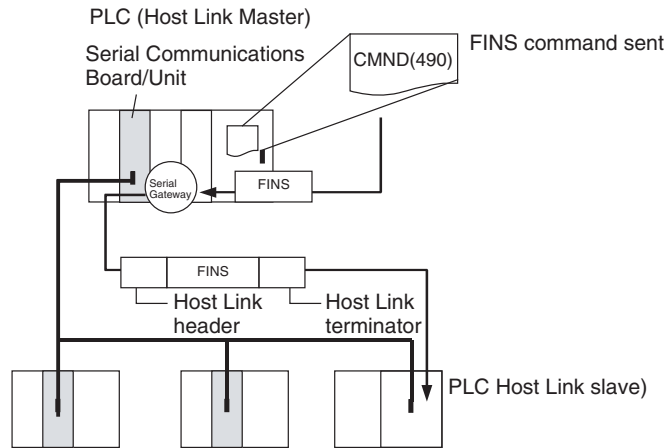 PLC (Host Link Master)
Serial Communications
Board/Unit
CMND(490)
FINS command sent
Serial
Gateway
FINS
FINS
Host Link
header
Host Link
terminator
PLC Host Link slave)